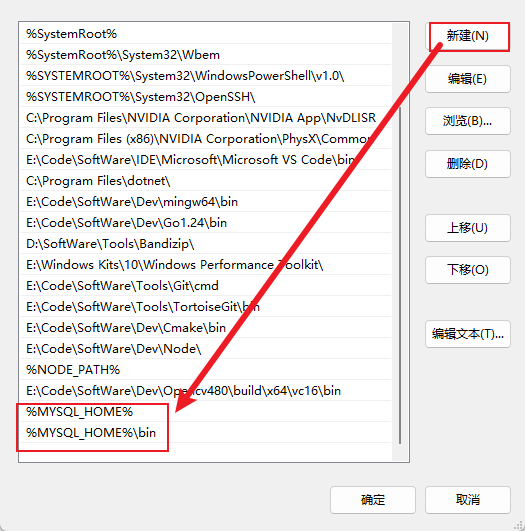 %SystemRoot%
%SystemRoot%\System32\Wbem
%SYSTEMROOT%\System32\WindowsPowerShell\v1.0\
%SYSTEMROOT%\System32\OpenSSH\
C:\Program Files\NVIDIA Corporation\NVIDIA App\NvDLISR
C:\Program Files (x86)\NVIDIA Corporation\PhysX\Common
E:\Code\SoftWare\IDE\Microsoft\Microsoft VS Code\bin
C:\Program Files\dotnet\
E:\Code\SoftWare\Dev\mingw64\bin
E:\Code\SoftWare\Dev\Go1.24\bin
D:\SoftWare\Tools\Bandizip\
E:\Windows Kits\10\Windows Performance Toolkit\
E:\Code\SoftWare\Tools\Git\cmd
E:\Code\SoftWare\Tools\TortoiseGit\bin
E:\Code\SoftWare\Dev\Cmake\bin
E:\Code\SoftWare\Dev\Node\
%NODE_PATH%
E:\Code\SoftWare\Dev\Opencv480\build\x64\vc16\bin
%MYSQL_HOME%
%MYSQL_HOME%\bin
新建(N)
编辑(E)
浏览(B)...
删除(D)
上移(U)
下移(O)
编辑文本(T)...
确定
取消